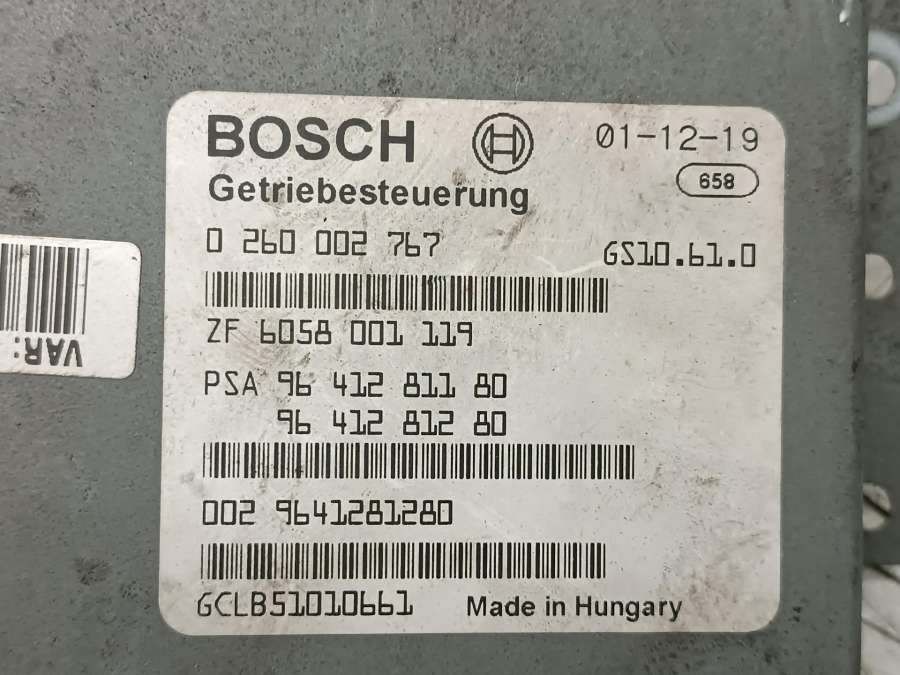 BOSCH 01-12-19
658
Getriebesteuerung
0 260 002 767 GS10.61.0
ZF 6058 001 119
PSA 96 412 811 80
96 412 812 80
002 9641281280
GCLB51010661 Made in Hungary
VAR: